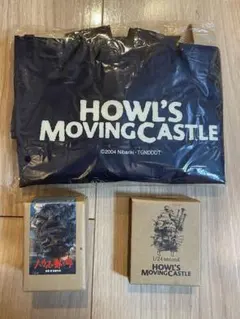 HOWL'S
MOVING CASTLE
©2004 Nibariki・TGNDDDT
ハウルの動く城
HOWL'S
MOVING CASTLE